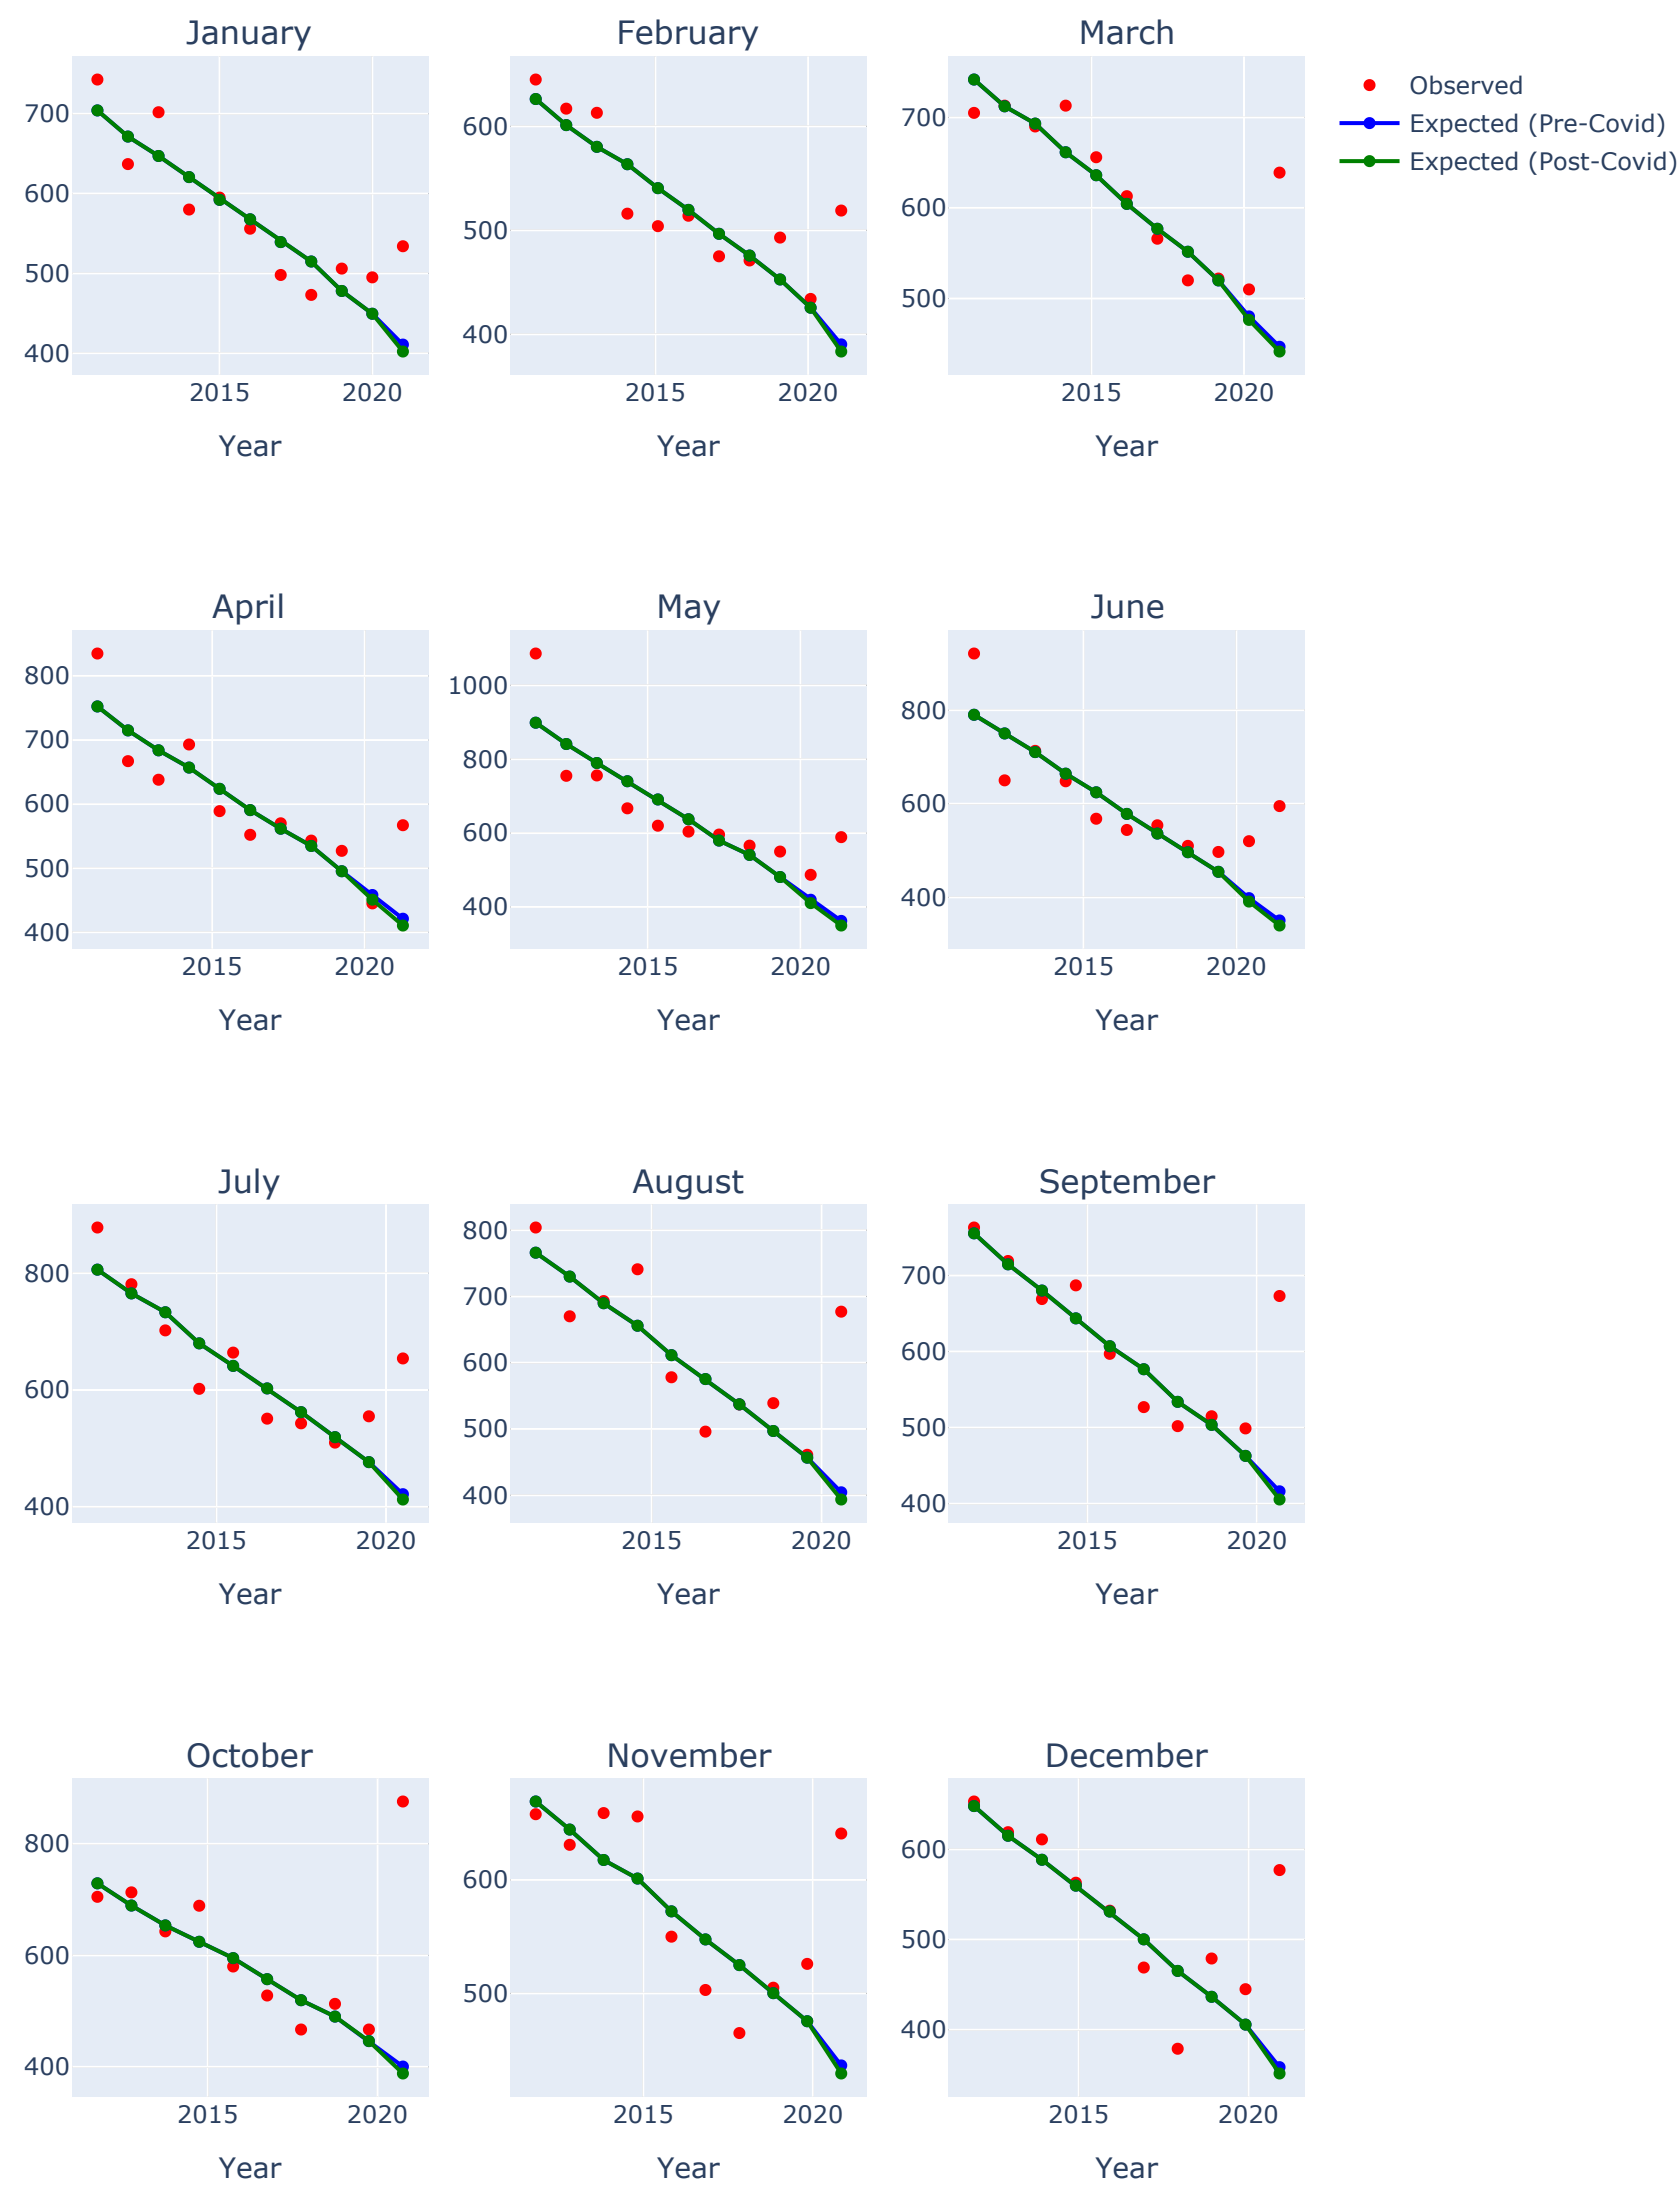 January
February
March
Observed
Expected (Pre-Covid)
Expected (Post-Covid)
700
600
500
400
2015
2020
Year
600
500
400
2015
2020
Year
700
600
500
2015
2020
Year
April
May
June
800
700
600
500
400
2015
2020
Year
1000
800
600
400
2015
2020
Year
800
600
400
2015
2020
Year
July
August
September
800
600
400
2015
2020
Year
800
700
600
500
400
2015
2020
Year
700
600
500
400
2015
2020
Year
October
November
December
800
600
400
2015
2020
Year
600
500
2015
2020
Year
600
500
400
2015
2020
Year